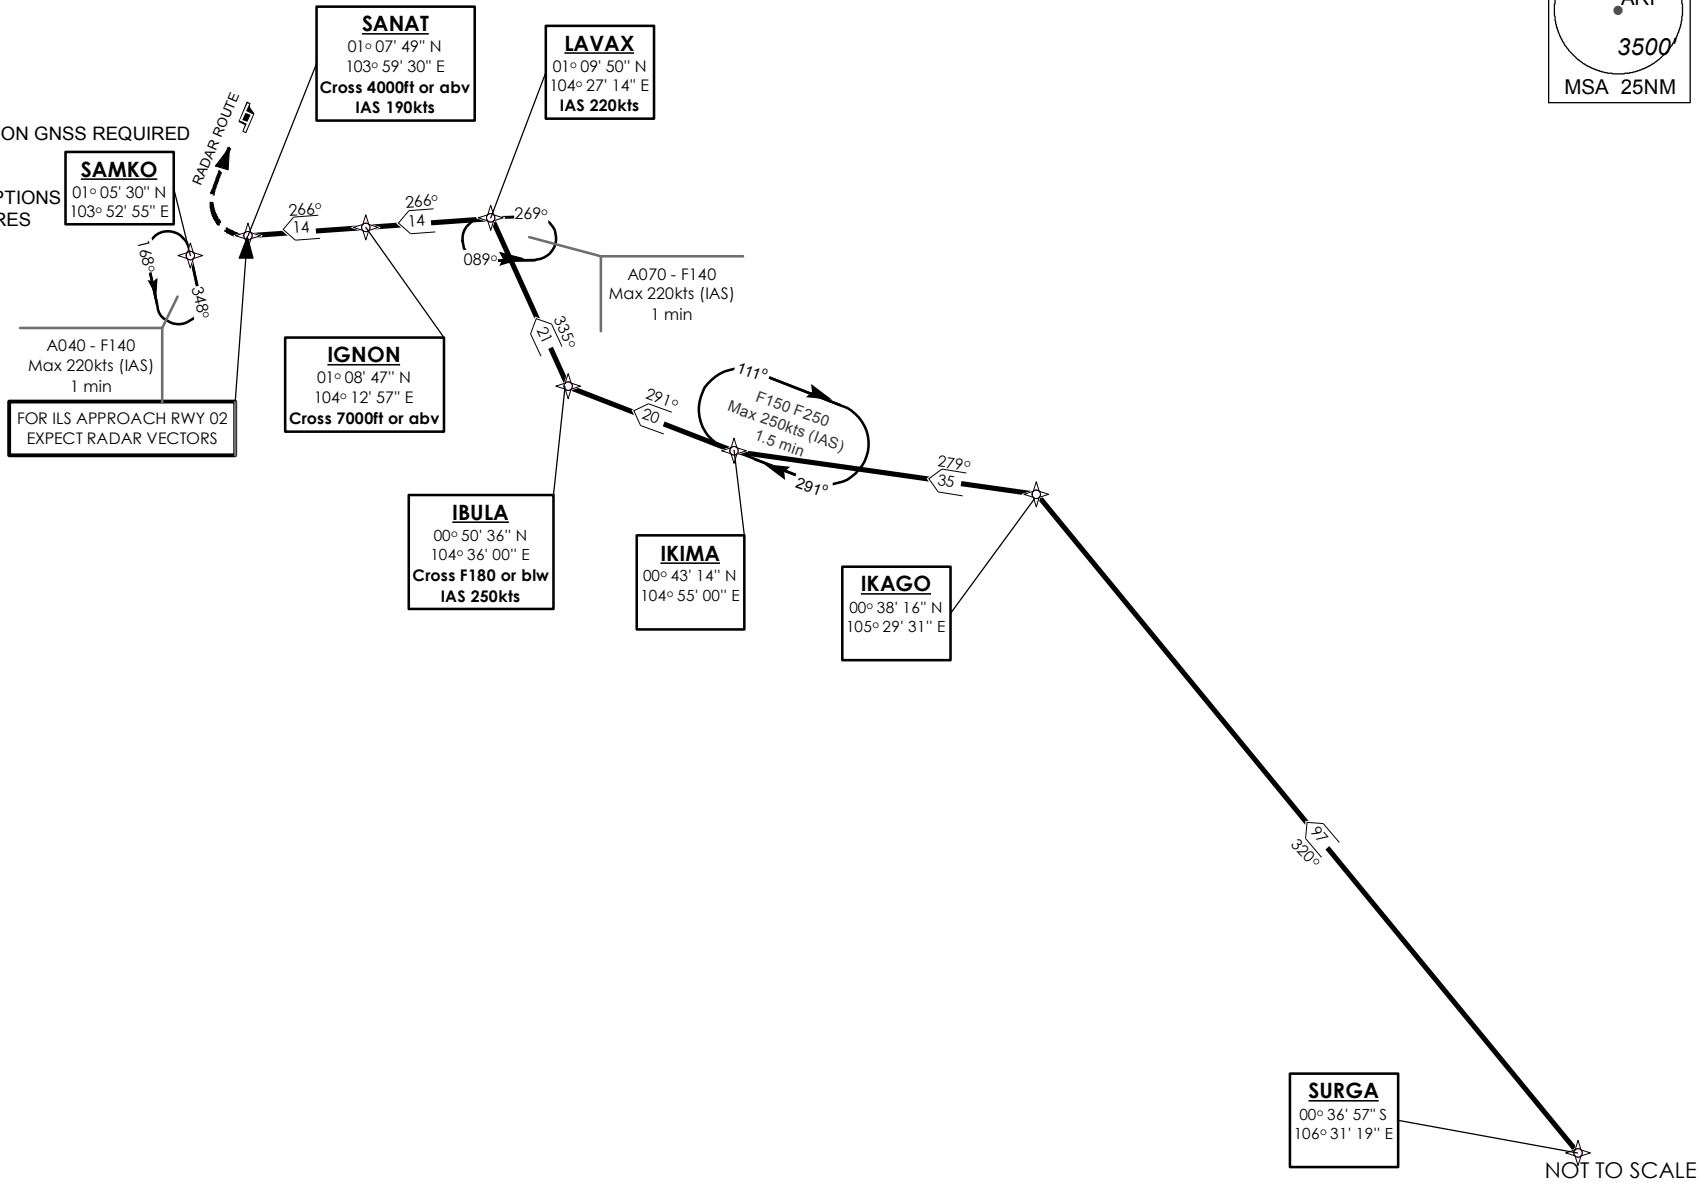 ARP
3500'
MSA 25NM
SANAT
01° 07' 49" N
103° 59' 30" E
Cross 4000ft or abv
IAS 190kts
LAVAX
01° 09' 50" N
104° 27' 14" E
IAS 220kts
RADAR ROUTE
ON GNSS REQUIRED
SAMKO
01° 05' 30" N
103° 52' 55" E
PTIONS
RES
266°
14
266°
14
269°
089°
168°
348°
A070 - F140
Max 220kts (IAS)
1 min
A040 - F140
Max 220kts (IAS)
1 min
335°
21
IGNON
01° 08' 47" N
104° 12' 57" E
Cross 7000ft or abv
FOR ILS APPROACH RWY 02
EXPECT RADAR VECTORS
111°
F150 F250
Max 250kts (IAS)
1.5 min
291°
291°
20
279°
35
IBULA
00° 50' 36" N
104° 36' 00" E
Cross F180 or blw
IAS 250kts
IKIMA
00° 43' 14" N
104° 55' 00" E
IKAGO
00° 38' 16" N
105° 29' 31" E
97
320°
SURGA
00° 36' 57" S
106° 31' 19" E
NOT TO SCALE